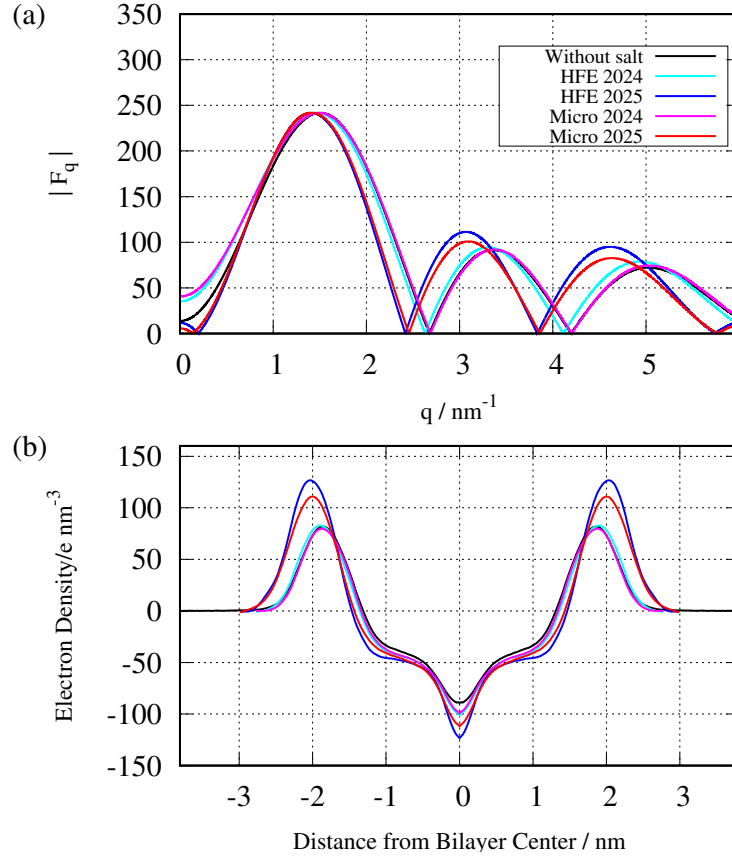 (a)
350
300
250
200
150
100
50
0
| F_q |
Without salt
HFE 2024
HFE 2025
Micro 2024
Micro 2025
0 1 2 3 4 5
q / nm^-1
(b)
150
100
50
0
-50
-100
-150
Electron Density/e nm^-3
-3 -2 -1 0 1 2 3
Distance from Bilayer Center / nm